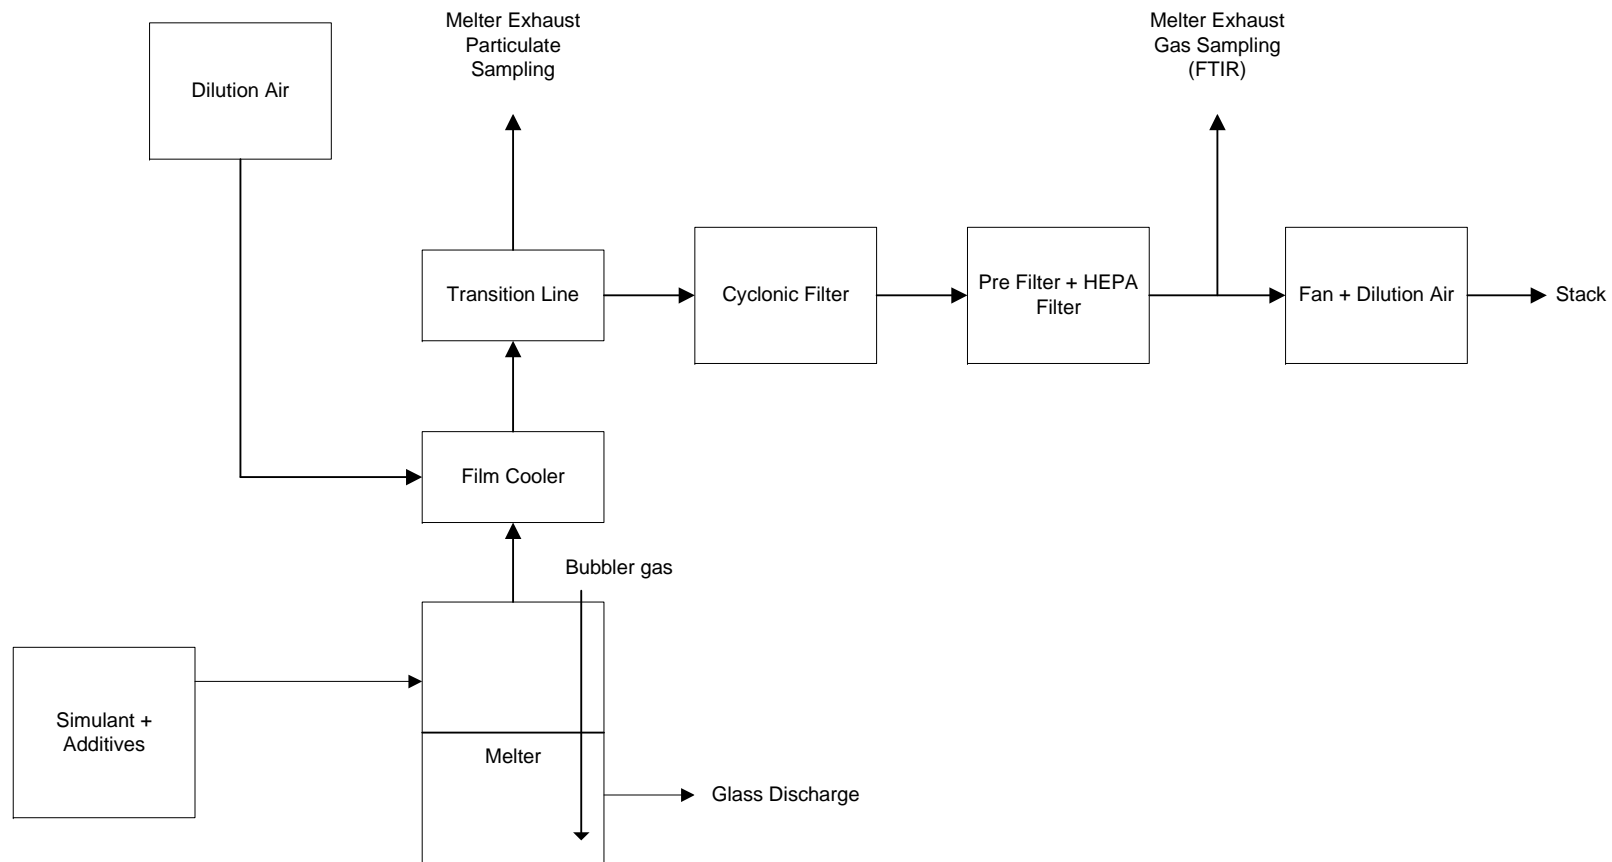 Melter Exhaust
Particulate
Sampling
Melter Exhaust
Gas Sampling
(FTIR)
Dilution Air
Transition Line
Cyclonic Filter
Pre Filter + HEPA
Filter
Fan + Dilution Air
Stack
Film Cooler
Bubbler gas
Simulant +
Additives
Melter
Glass Discharge